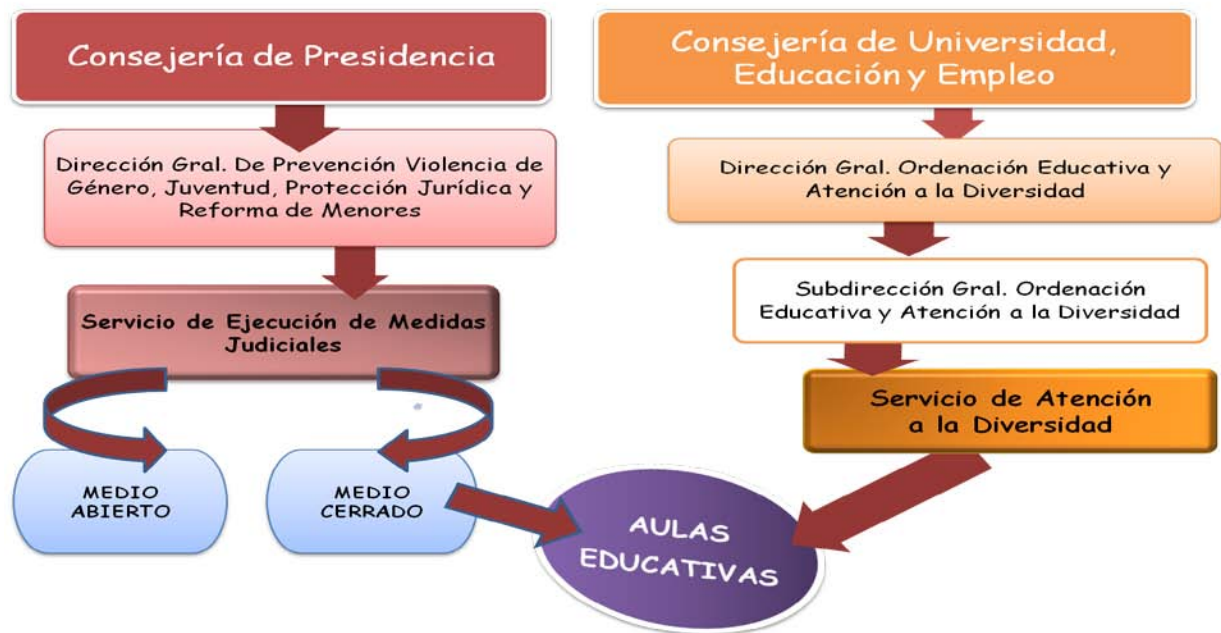 Consejería de Presidencia
Dirección Gral. De Prevención Violencia de
Género, Juventud, Protección Jurídica y
Reforma de Menores
Servicio de Ejecución de Medidas
Judiciales
MEDIO
ABIERTO
MEDIO
CERRADO
Consejería de Universidad,
Educación y Empleo
Dirección Gral. Ordenación Educativa y
Atención a la Diversidad
Subdirección Gral. Ordenación
Educativa y Atención a la Diversidad
Servicio de Atención
a la Diversidad
AULAS
EDUCATIVAS